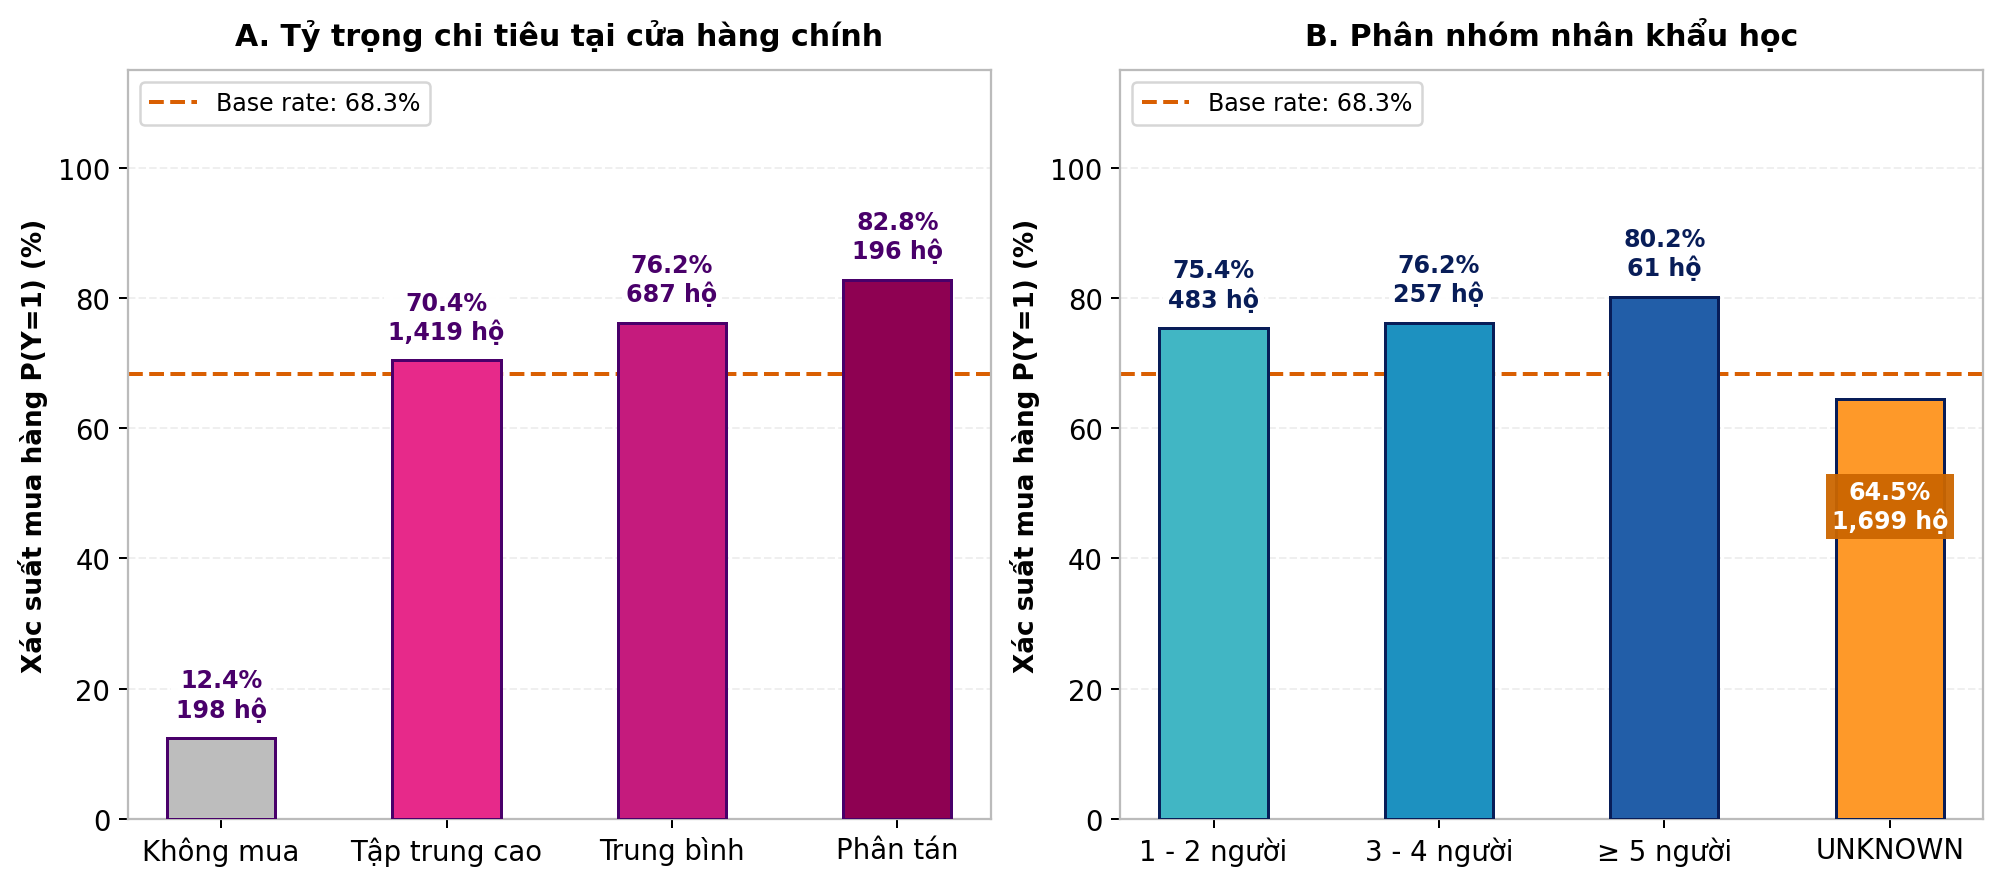 A. Tỷ trọng chi tiêu tại cửa hàng chính
Base rate: 68.3%
Xác suất mua hàng P(Y=1) (%)
100
80
60
40
20
0
12.4%
198 hộ
70.4%
1,419 hộ
76.2%
687 hộ
82.8%
196 hộ
Không mua
Tập trung cao
Trung bình
Phân tán
B. Phân nhóm nhân khẩu học
Base rate: 68.3%
Xác suất mua hàng P(Y=1) (%)
100
80
60
40
20
0
75.4%
483 hộ
76.2%
257 hộ
80.2%
61 hộ
64.5%
1,699 hộ
1 - 2 người
3 - 4 người
≥ 5 người
UNKNOWN